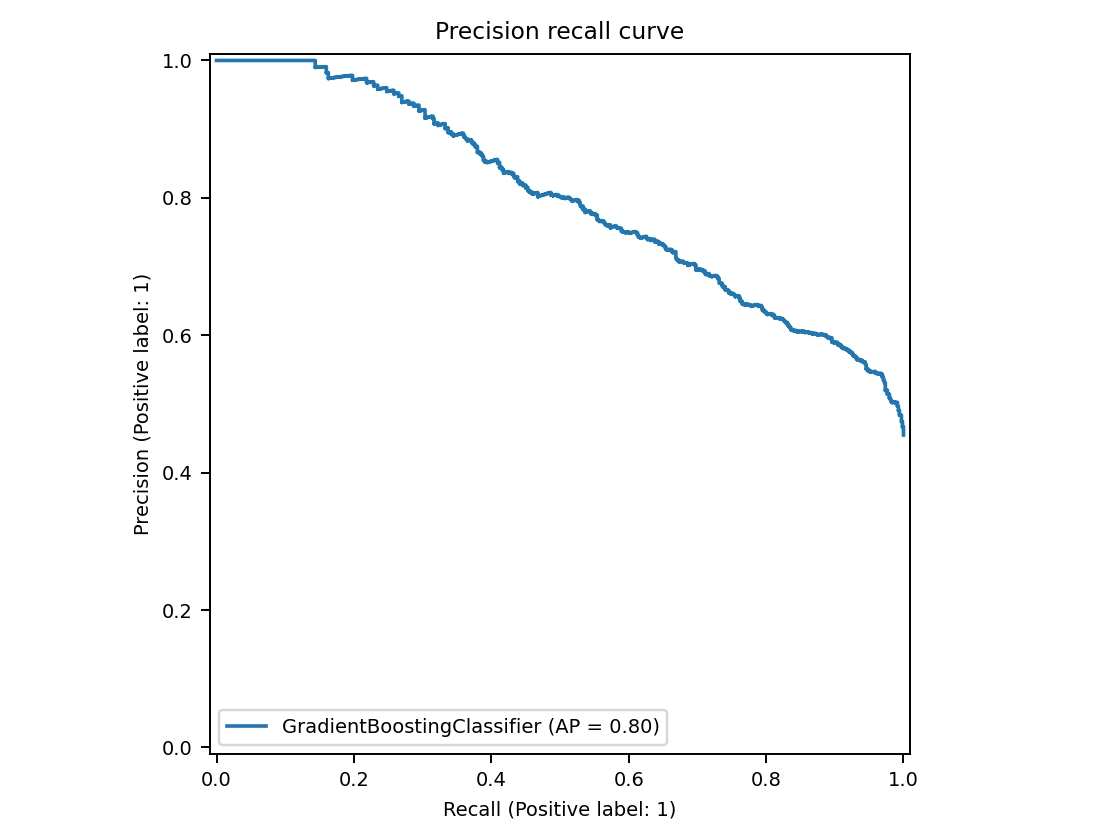 Precision recall curve
1.0
0.8
0.6
0.4
0.2
0.0
Precision (Positive label: 1)
GradientBoostingClassifier (AP = 0.80)
0.0 0.2 0.4 0.6 0.8 1.0
Recall (Positive label: 1)